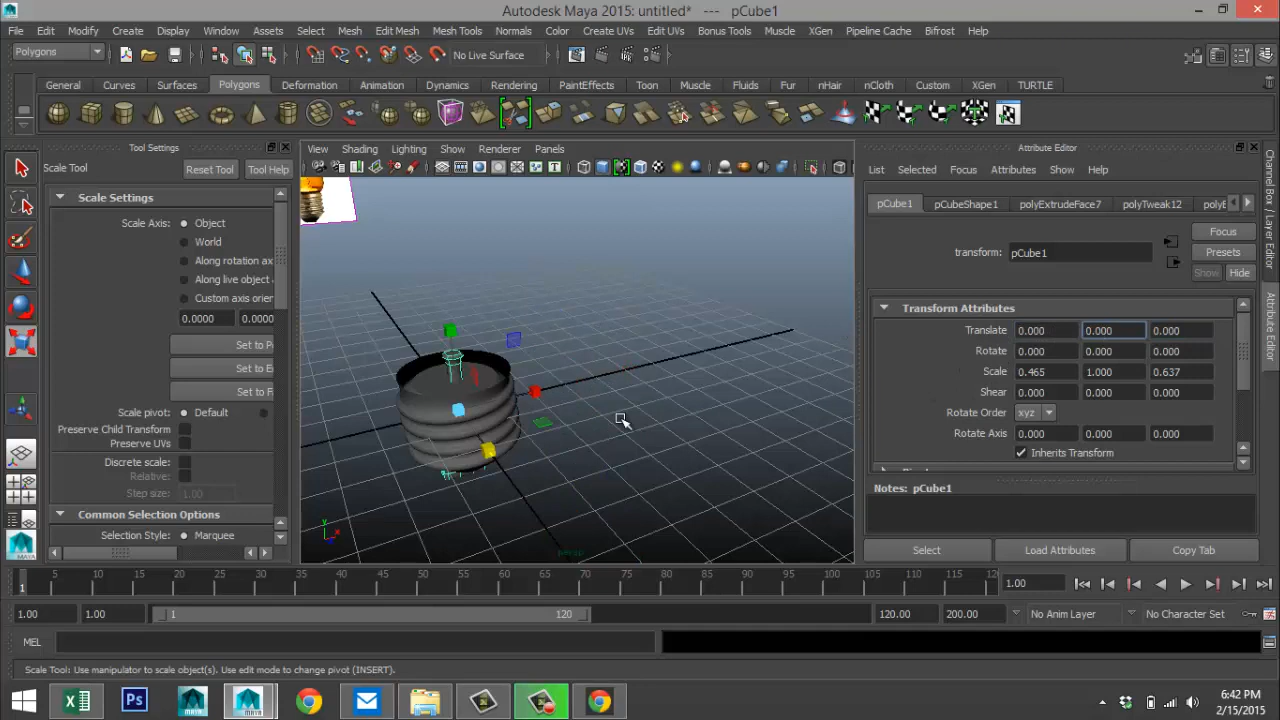 Autodesk Maya 2015: untitled* --- pCube1
File Edit Modify Create Display Window Assets Select Mesh Edit Mesh Mesh Tools Normals Color Create UVs Edit UVs Bonus Tools Muscle XGen Pipeline Cache Bifrost Help
Polygons No Live Surface
General Curves Surfaces Polygons Deformation Animation Dynamics Rendering PaintEffects Toon Muscle Fluids Fur nHair nCloth Custom XGen TURTLE
Tool Settings
Scale Tool Reset Tool Tool Help
Scale Settings
Scale Axis: Object
World
Along rotation ax
Along live object
Custom axis orien
0.0000 0.0000
Set to P
Set to E
Set to F
Scale pivot: Default
Preserve Child Transform
Preserve UVs
Discrete scale:
Relative:
Step size: 1.00
Common Selection Options
Selection Style: Marquee
View Shading Lighting Show Renderer Panels
persp
Attribute Editor
List Selected Focus Attributes Show Help
pCube1 pCubeShape1 polyExtrudeFace7 polyTweak12 polyE
Focus
transform: pCube1 Presets
Show Hide
Transform Attributes
Translate 0.000 0.000 0.000
Rotate 0.000 0.000 0.000
Scale 0.465 1.000 0.637
Shear 0.000 0.000 0.000
Rotate Order xyz
Rotate Axis 0.000 0.000 0.000
Inherits Transform
Notes: pCube1
Select Load Attributes Copy Tab
Channel Box / Layer Editor
Attribute Editor
1 5 10 15 20 25 30 35 40 45 50 55 60 65 70 75 80 85 90 95 100 105 110 115 120 1.00
1.00 1.00 1 120 120.00 200.00 No Anim Layer No Character Set
MEL
Scale Tool: Use manipulator to scale object(s). Use edit mode to change pivot (INSERT).
6:42 PM
2/15/2015